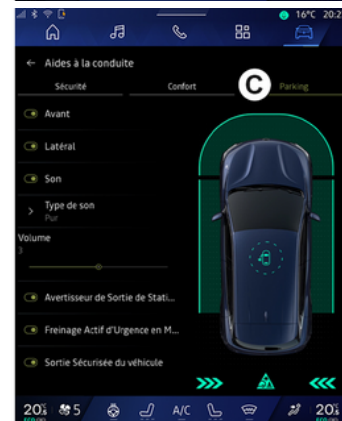 16°C 20:2
Aides à la conduite
Sécurité Confort C Parking
Avant
Latéral
Son
Type de son
Pur
Volume
3
Avertisseur de Sortie de Stati...
Freinage Actif d'Urgence en M...
Sortie Sécurisée du véhicule
20 5 A/C 20